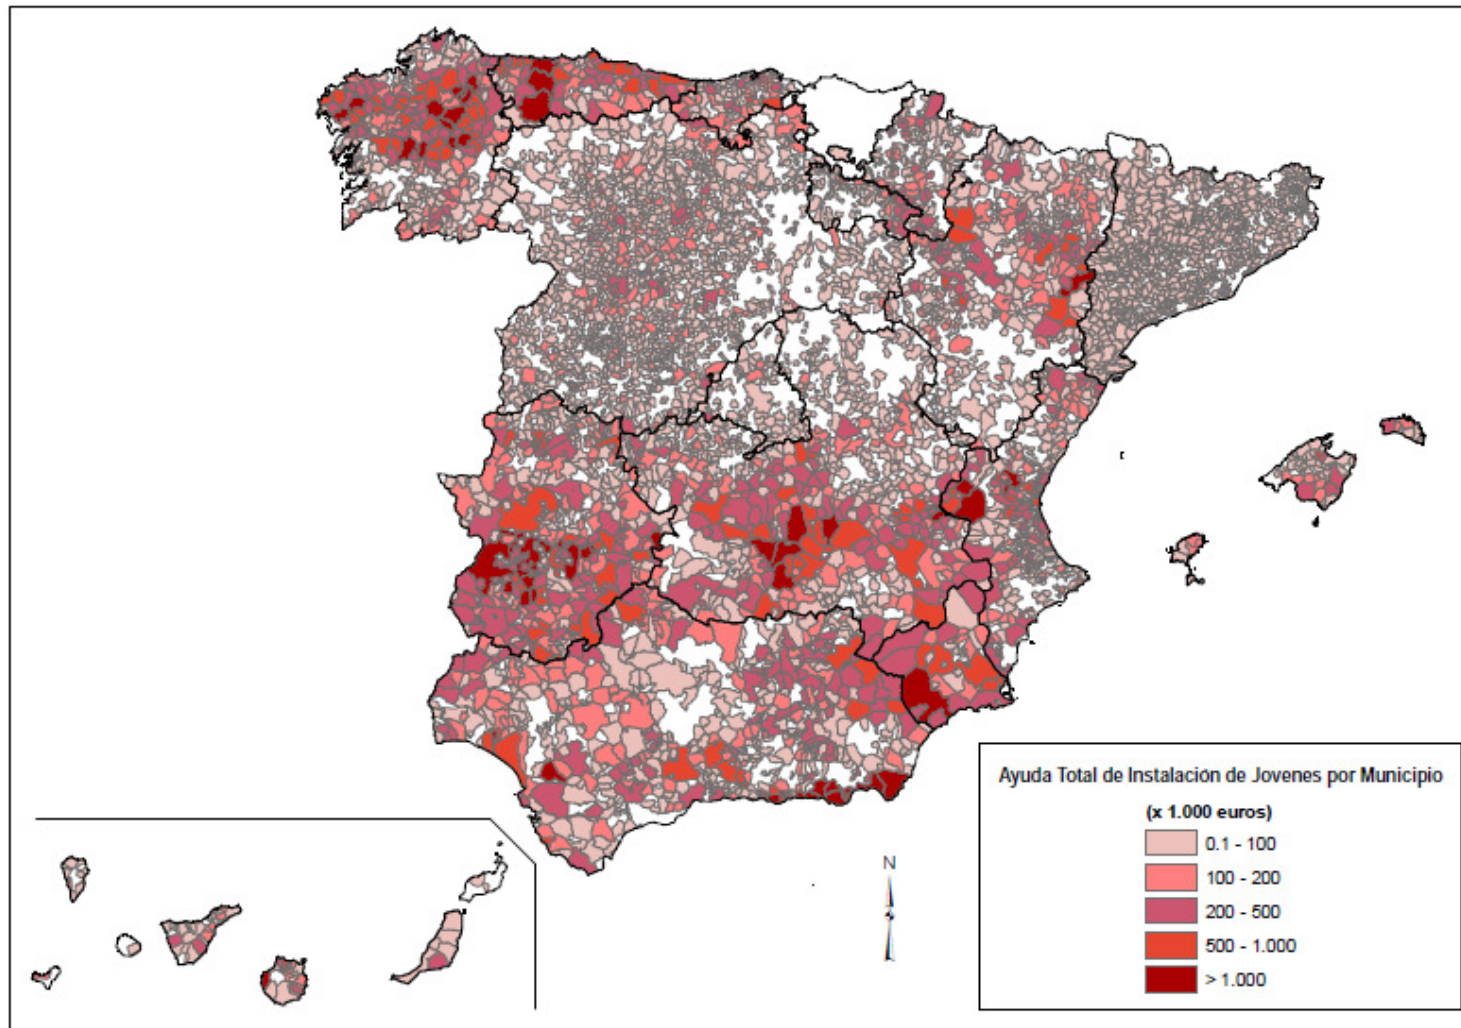 Ayuda Total de Instalación de Jovenes por Municipio
(x 1.000 euros)
0.1 - 100
100 - 200
200 - 500
500 - 1.000
> 1.000
N